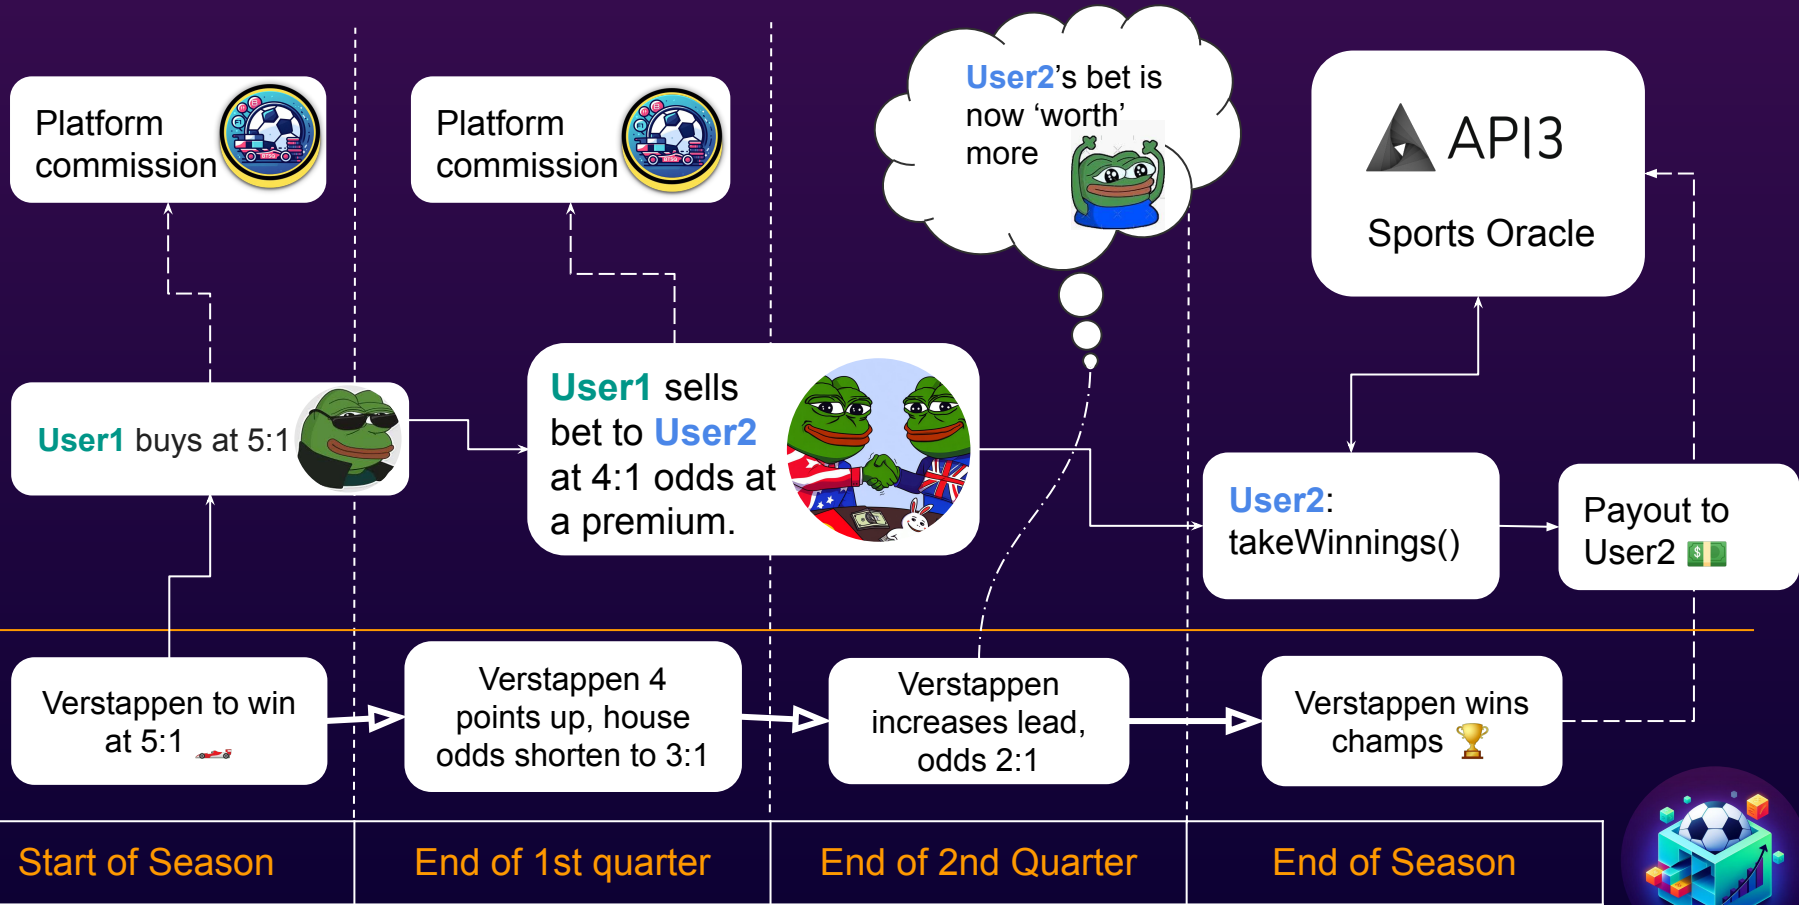 Platform
commission
Platform
commission
User2's bet is
now ‘worth’
more
API3
Sports Oracle
User1 buys at 5:1
User1 sells
bet to User2
at 4:1 odds at
a premium.
User2:
takeWinnings()
Payout to
User2
Verstappen to win
at 5:1
Verstappen 4
points up, house
odds shorten to 3:1
Verstappen
increases lead,
odds 2:1
Verstappen wins
champs
Start of Season
End of 1st quarter
End of 2nd Quarter
End of Season